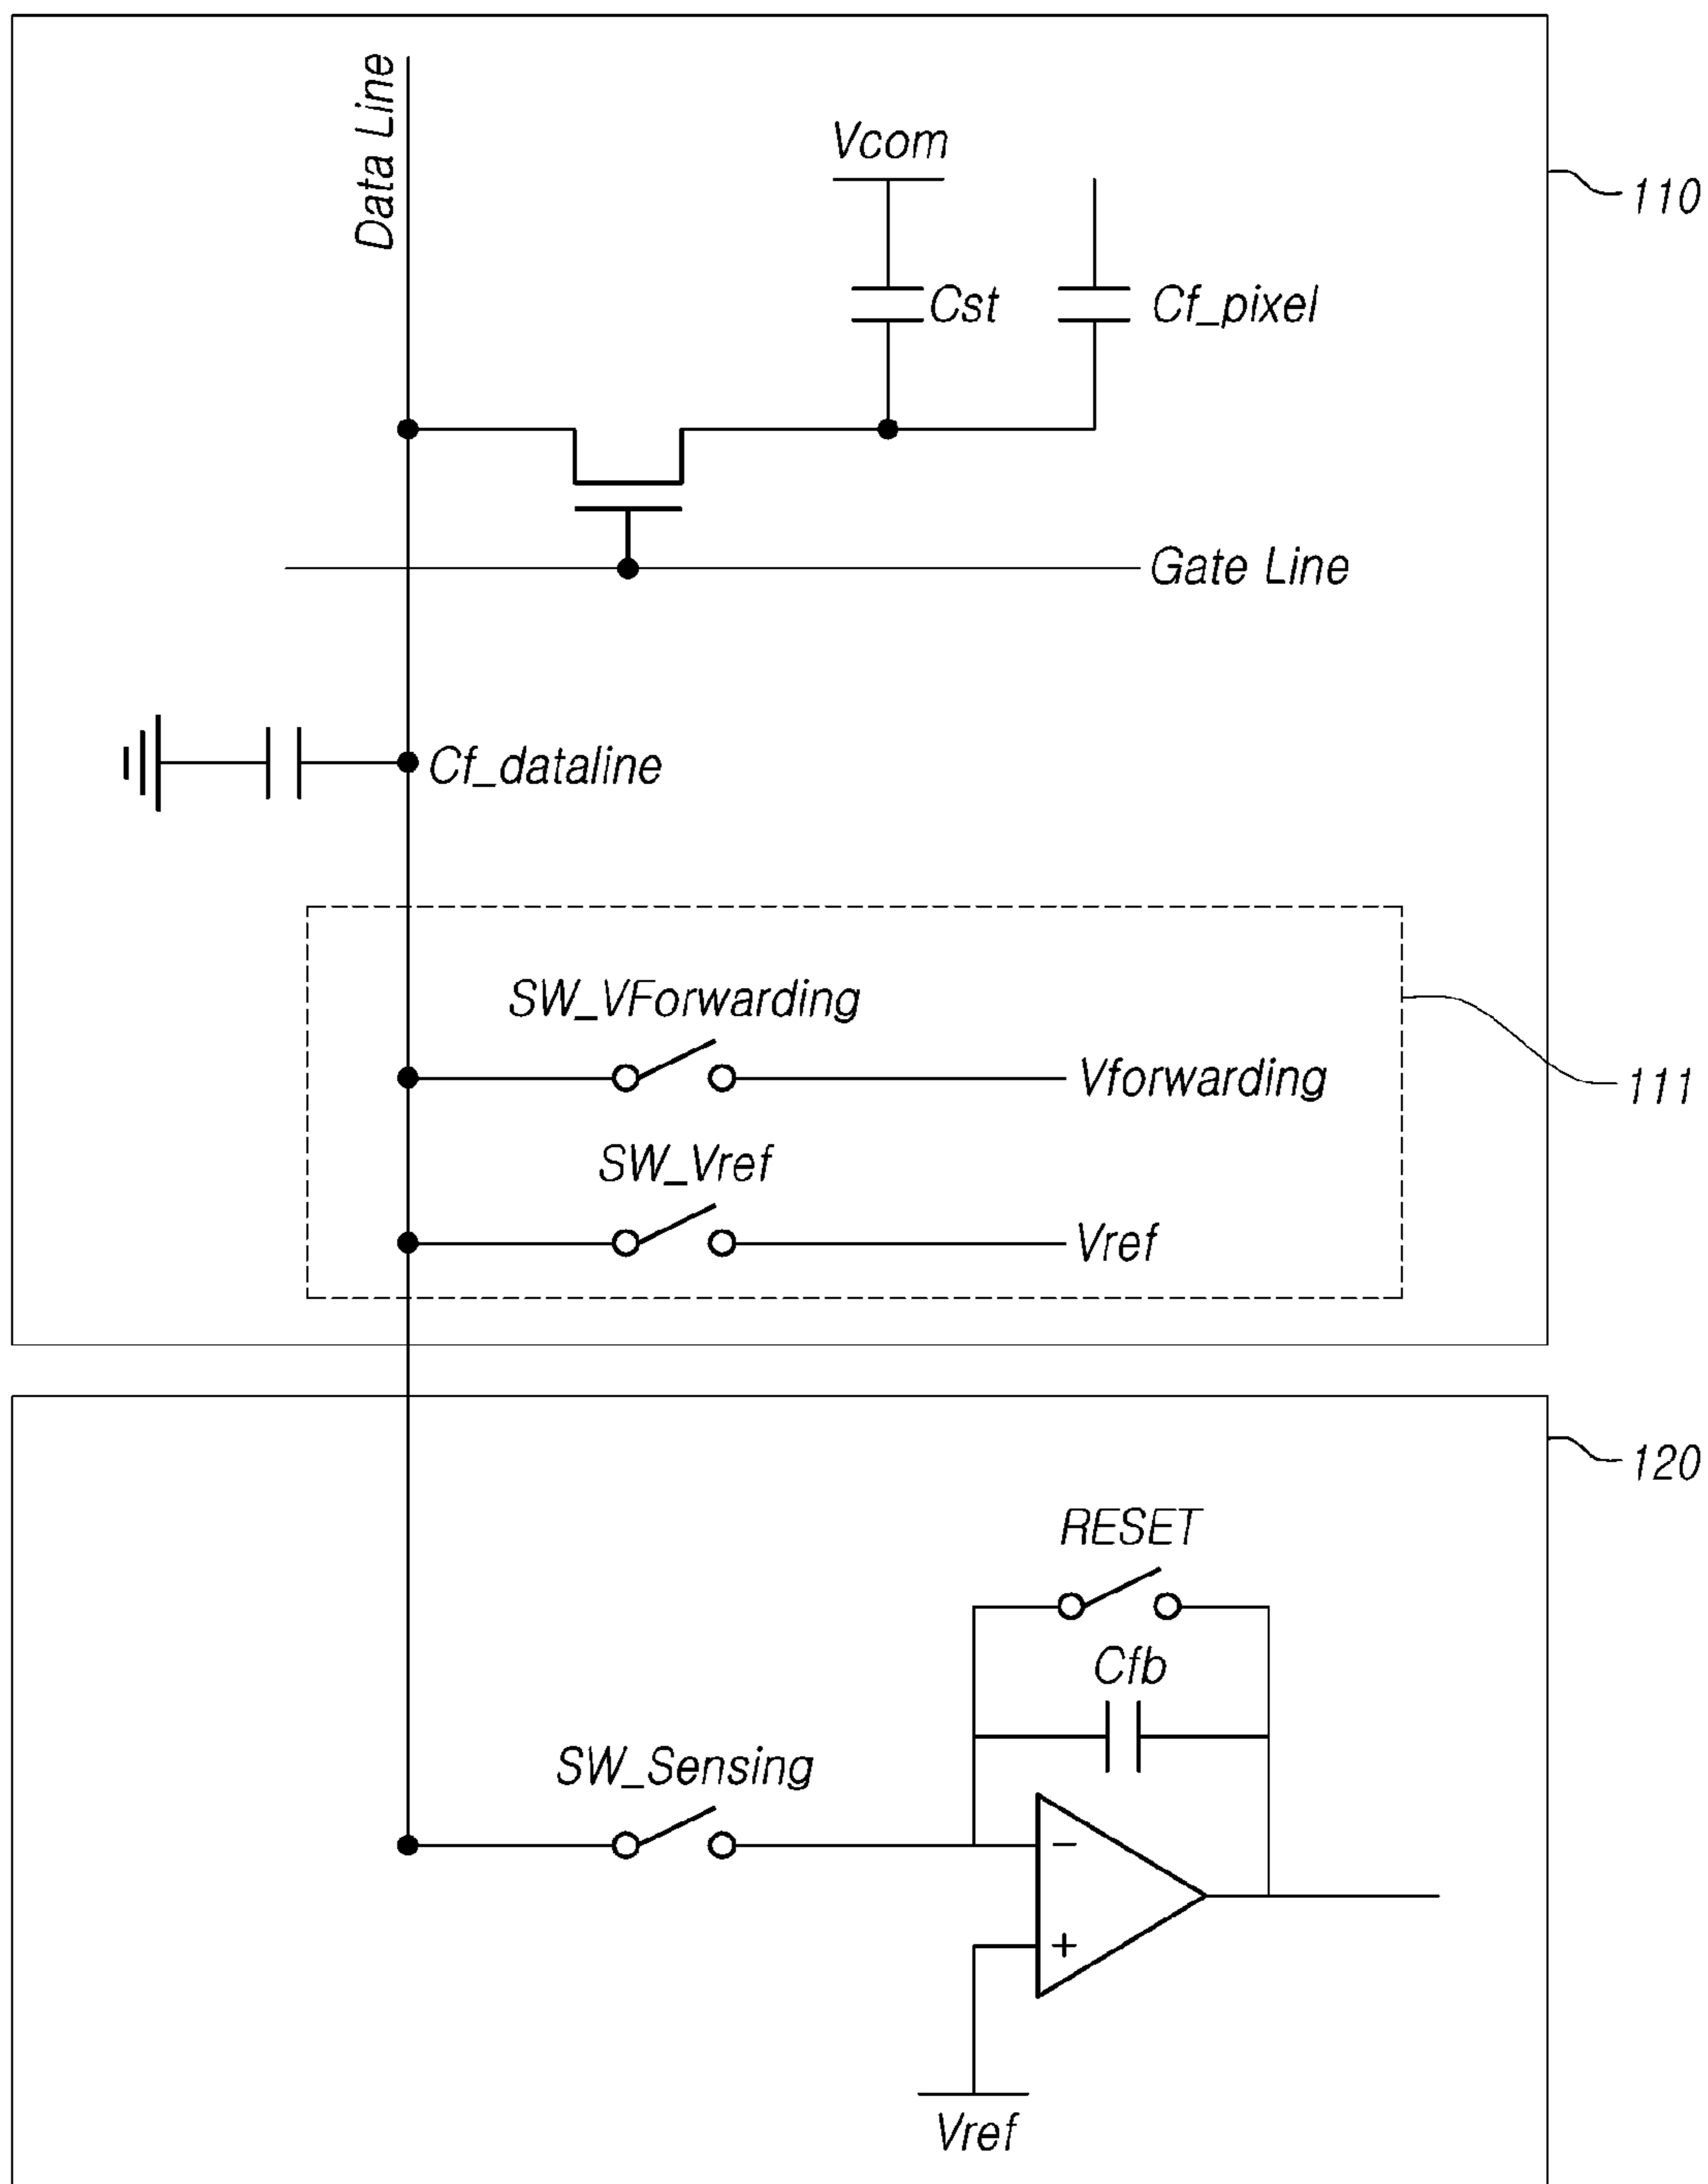 Data Line
Vcom
110
Cst
Cf_pixel
Gate Line
Cf_dataline
SW_VForwarding
Vforwarding
111
SW_Vref
Vref
120
RESET
Cfb
SW_Sensing
−
+
Vref